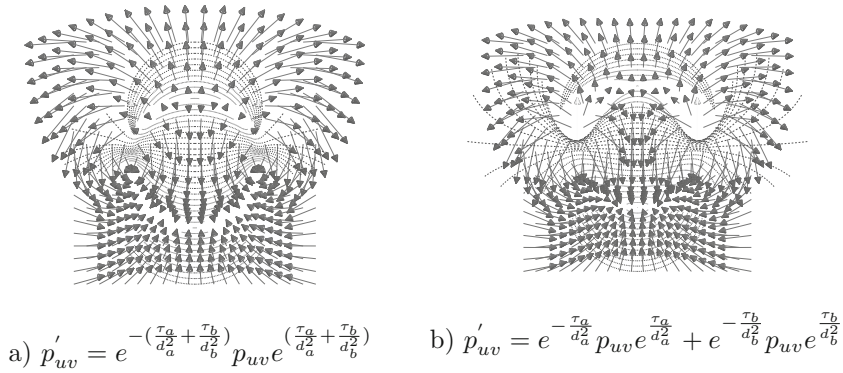 a) $p_{uv}^{'} = e^{-(\frac{\tau_a}{d_a^2} + \frac{\tau_b}{d_b^2})} p_{uv} e^{(\frac{\tau_a}{d_a^2} + \frac{\tau_b}{d_b^2})}$
b) $p_{uv}^{'} = e^{-\frac{\tau_a}{d_a^2}} p_{uv} e^{\frac{\tau_a}{d_a^2}} + e^{-\frac{\tau_b}{d_b^2}} p_{uv} e^{\frac{\tau_b}{d_b^2}}$